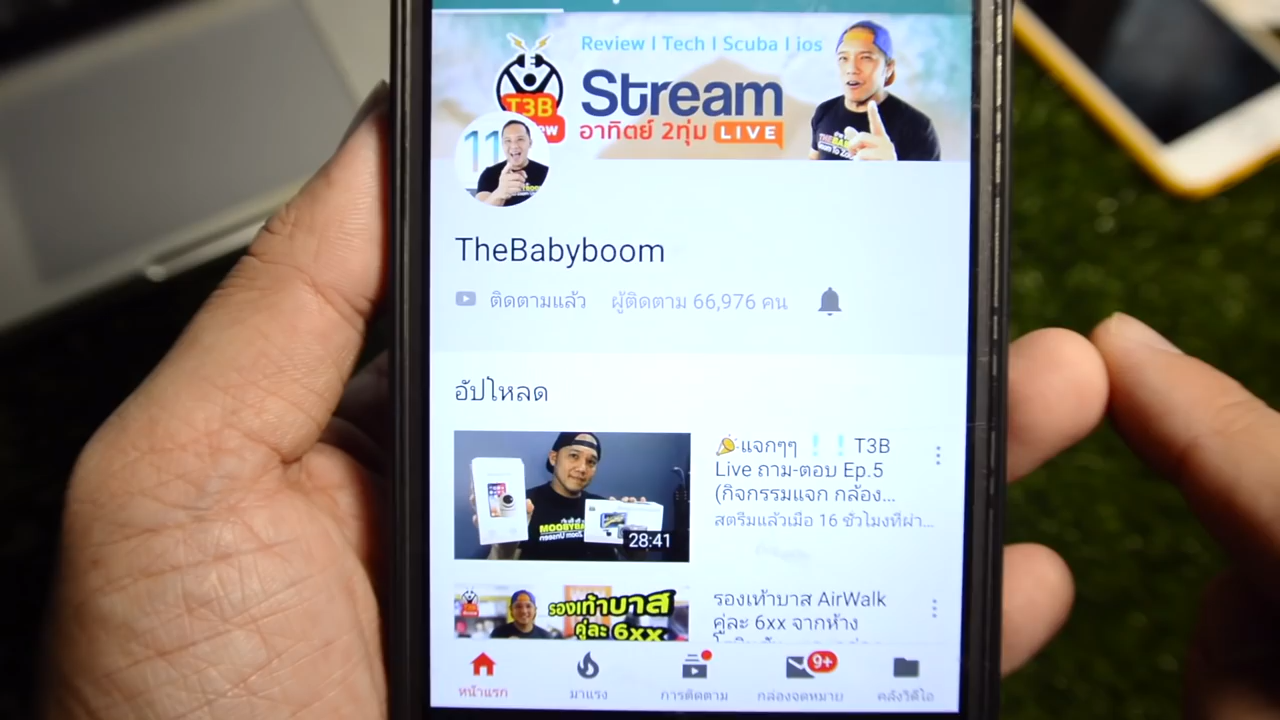 Review | Tech | Scuba | ios
T3B
Stream
อาทิตย์ 2ทุ่ม LIVE
11
TheBabyboom
ติดตามแล้ว ผู้ติดตาม 66,976 คน
อัปโหลด
🎉แจกๆๆ ❕❕ T3B
Live ถาม-ตอบ Ep.5
(กิจกรรมแจก กล้อง...
สตรีมแล้วเมื่อ 16 ชั่วโมงที่ผ่า...
28:41
รองเท้าบาส
คู่ละ 6xx
รองเท้าบาส AirWalk
คู่ละ 6xx จากห้าง
9+
หน้าแรก มาแรง การติดตาม กล่องจดหมาย คลังวิดีโอ